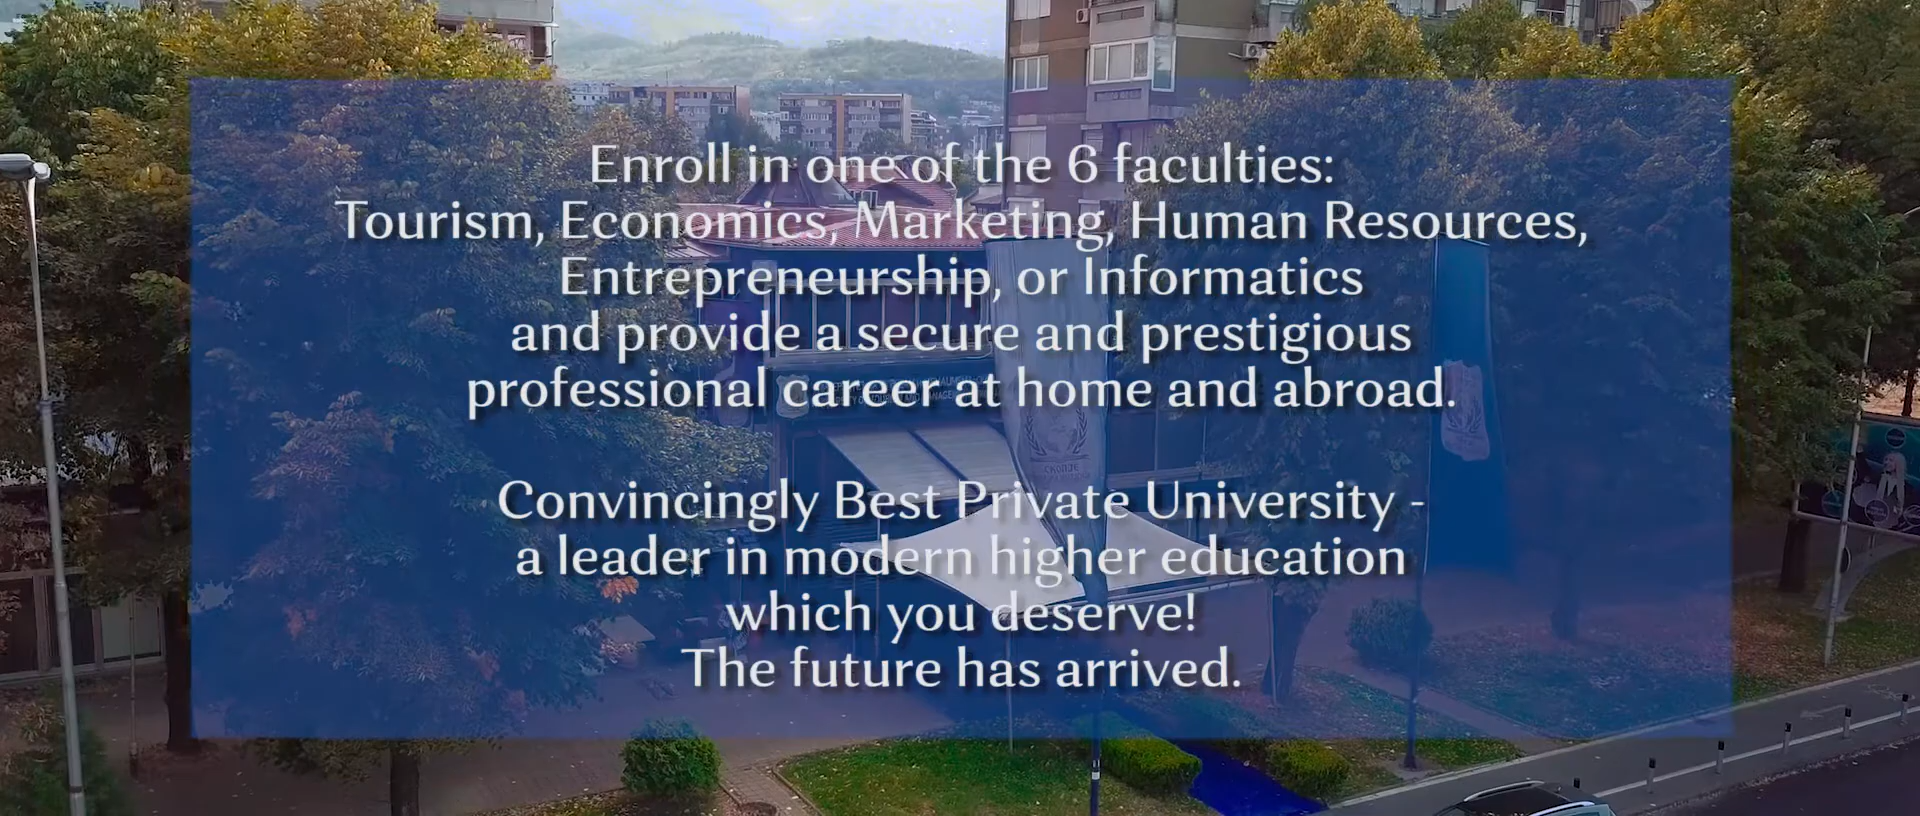 Enroll in one of the 6 faculties:
Tourism, Economics, Marketing, Human Resources,
Entrepreneurship, or Informatics
and provide a secure and prestigious
professional career at home and abroad.
Convincingly Best Private University -
a leader in modern higher education
which you deserve!
The future has arrived.
СКОПЈЕ